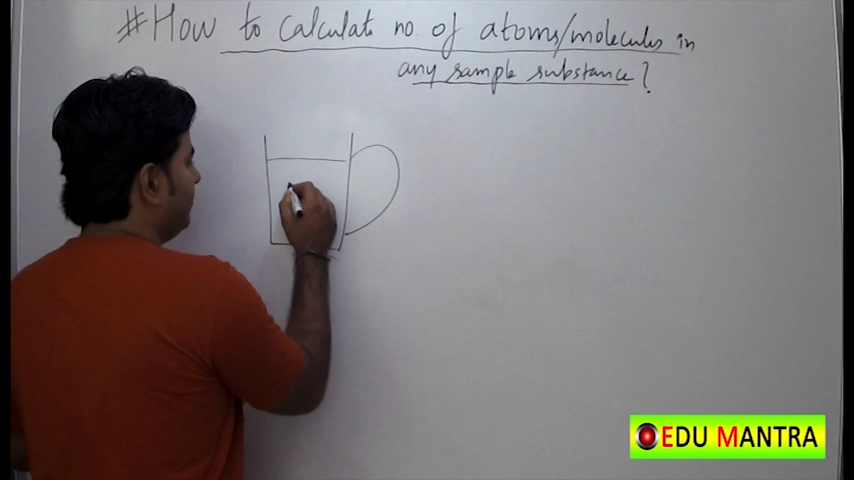 #How to calculate no. of atoms/molecules in
any sample substance?
EDU MANTRA